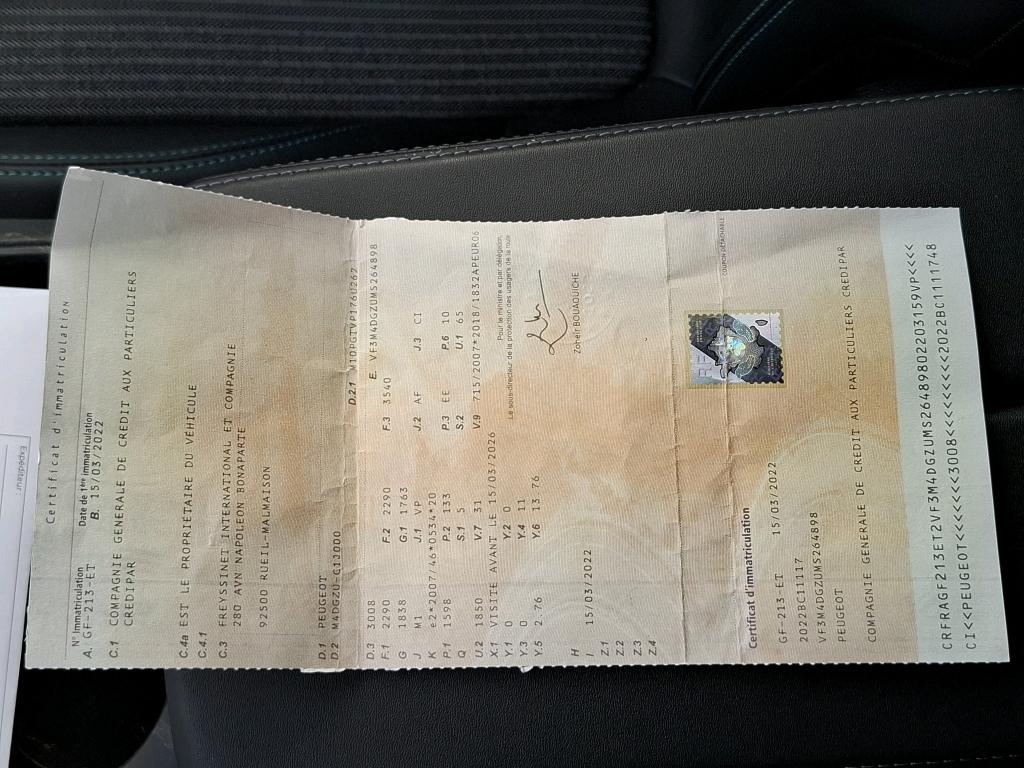 Certificat d'immatriculation
N° Immatriculation Date de 1ère immatriculation
A. GF-213-ET B. 15/03/2022
C.1 COMPAGNIE GENERALE DE CREDIT AUX PARTICULIERS
CREDIPAR
C.4a EST LE PROPRIÉTAIRE DU VÉHICULE
C.4.1
C.3 FREYSSINET INTERNATIONAL ET COMPAGNIE
280 AVN NAPOLEON BONAPARTE
92500 RUEIL-MALMAISON
D.1 PEUGEOT
D.2 M4DGZU-C1J000 D.2.1 M10PGTVP176U267
D.3 3008 E. VF3M4DGZUMS264898
F.1 2290 F.2 2290 F.3 3540
G 1838 G.1 1763
J M1 J.1 VP J.2 AF J.3 CI
K e2*2007/46*0534*20
P.1 1598 P.2 133 P.3 EE P.6 10
Q S.1 5 S.2 U.1 65
U.2 1850 V.7 31 V.9 715/2007*2018/1832APEUR06
X.1 VISITE AVANT LE 15/03/2026
Y.1 0 Y.2 0
Y.3 0 Y.4 11
Y.5 2.76 Y.6 13.76
Pour le ministre et par délégation,
Le sous-directeur de la protection des usagers de la route
H
I 15/03/2022
Zoheir BOUAOUICHE
Z.1
Z.2
Z.3
Z.4
COUPON DÉTACHABLE
Certificat d'immatriculation
GF-213-ET 15/03/2022
2022BC11117
VF3M4DGZUMS264898
PEUGEOT
COMPAGNIE GENERALE DE CREDIT AUX PARTICULIERS CREDIPAR
CRFRAGF213ET2VF3M4DGZUMS26489802203159VP<<<<
CI<<PEUGEOT<<<<<<3008<<<<<<<<<2022BC1111748
Expéditeur :